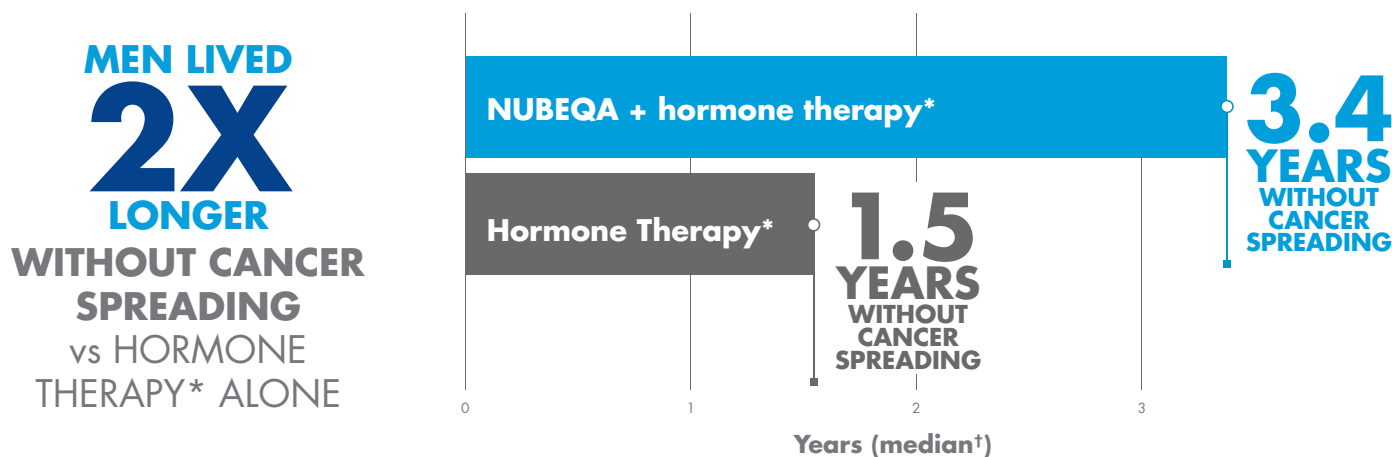 MEN LIVED
2X
LONGER
WITHOUT CANCER
SPREADING
vs HORMONE
THERAPY* ALONE
NUBEQA + hormone therapy*
3.4
YEARS
WITHOUT
CANCER
SPREADING
Hormone Therapy*
1.5
YEARS
WITHOUT
CANCER
SPREADING
0 1 2 3
Years (median†)